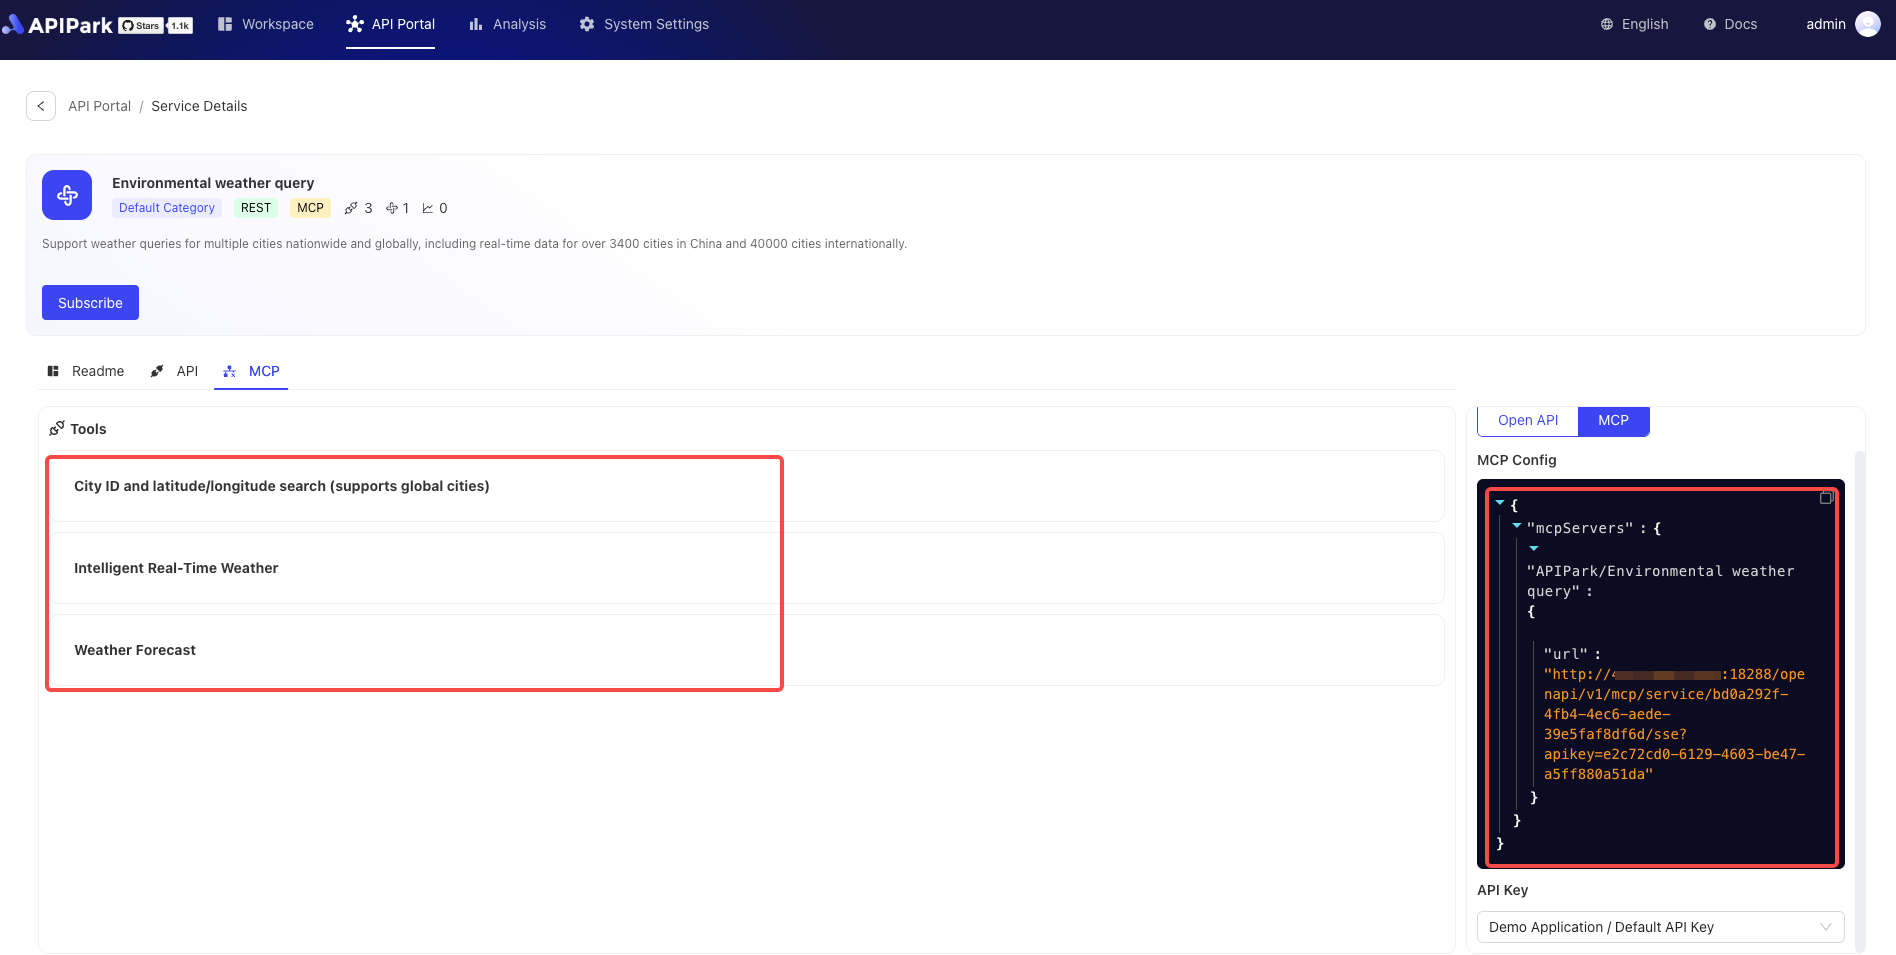 APIPark Stars 1.1k Workspace API Portal Analysis System Settings English Docs admin
API Portal / Service Details
Environmental weather query
Default Category REST MCP 3 1 0
Support weather queries for multiple cities nationwide and globally, including real-time data for over 3400 cities in China and 40000 cities internationally.
Subscribe
Readme API MCP
Tools
City ID and latitude/longitude search (supports global cities)
Intelligent Real-Time Weather
Weather Forecast
Open API MCP
MCP Config
{
"mcpServers" : {
"APIPark/Environmental weather
query" :
{
"url" :
"http://4 :18288/ope
napi/v1/mcp/service/bd0a292f-
4fb4-4ec6-aede-
39e5faf8df6d/sse?
apikey=e2c72cd0-6129-4603-be47-
a5ff880a51da"
}
}
}
API Key
Demo Application / Default API Key